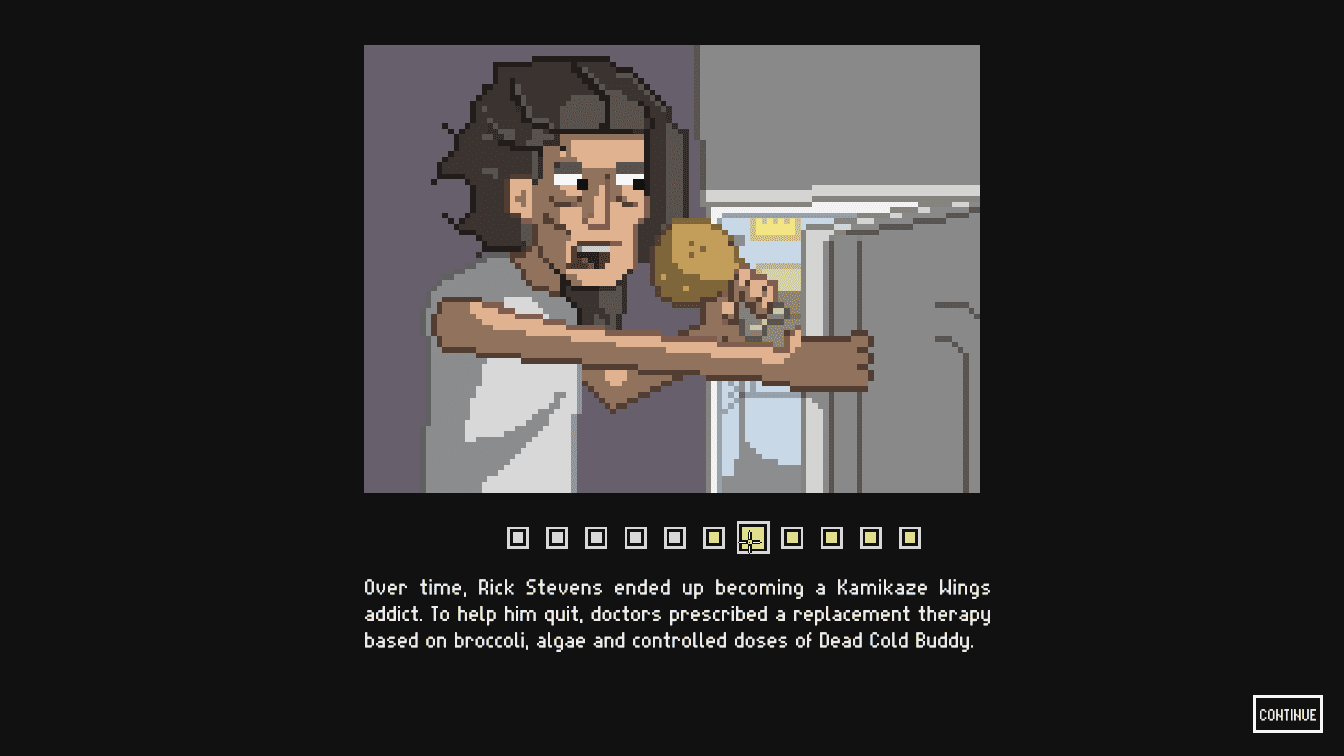 Over time, Rick Stevens ended up becoming a Kamikaze Wings
addict. To help him quit, doctors prescribed a replacement therapy
based on broccoli, algae and controlled doses of Dead Cold Buddy.
CONTINUE